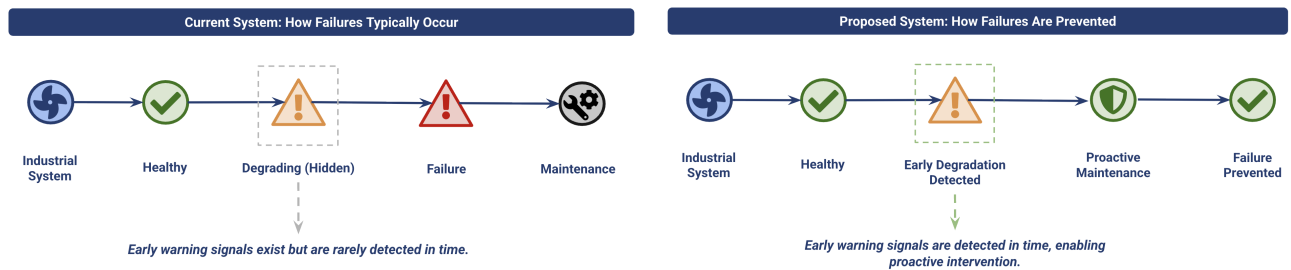 Current System: How Failures Typically Occur
Industrial
System
Healthy
Degrading (Hidden)
Failure
Maintenance
Early warning signals exist but are rarely detected in time.
Proposed System: How Failures Are Prevented
Industrial
System
Healthy
Early Degradation
Detected
Proactive
Maintenance
Failure
Prevented
Early warning signals are detected in time, enabling
proactive intervention.